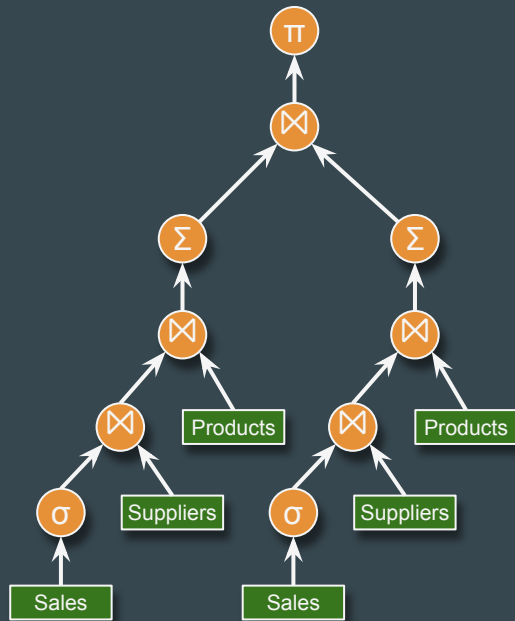 π
⋈
Σ Σ
⋈ ⋈
⋈ Products ⋈ Products
σ Suppliers σ Suppliers
Sales Sales